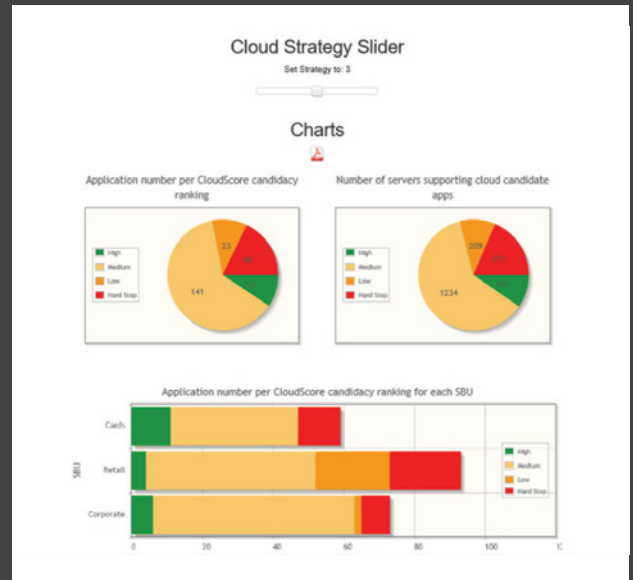 Cloud Strategy Slider
Set Strategy to: 3
Charts
Application number per CloudScore candidacy
ranking
Number of servers supporting cloud candidate
apps
High
Medium
Low
Hard Stop
23
141
High
Medium
Low
Hard Stop
209
1234
Application number per CloudScore candidacy ranking for each SBU
SBU
Cards
Retail
Corporate
High
Medium
Low
Hard Stop
0 20 40 60 80 100